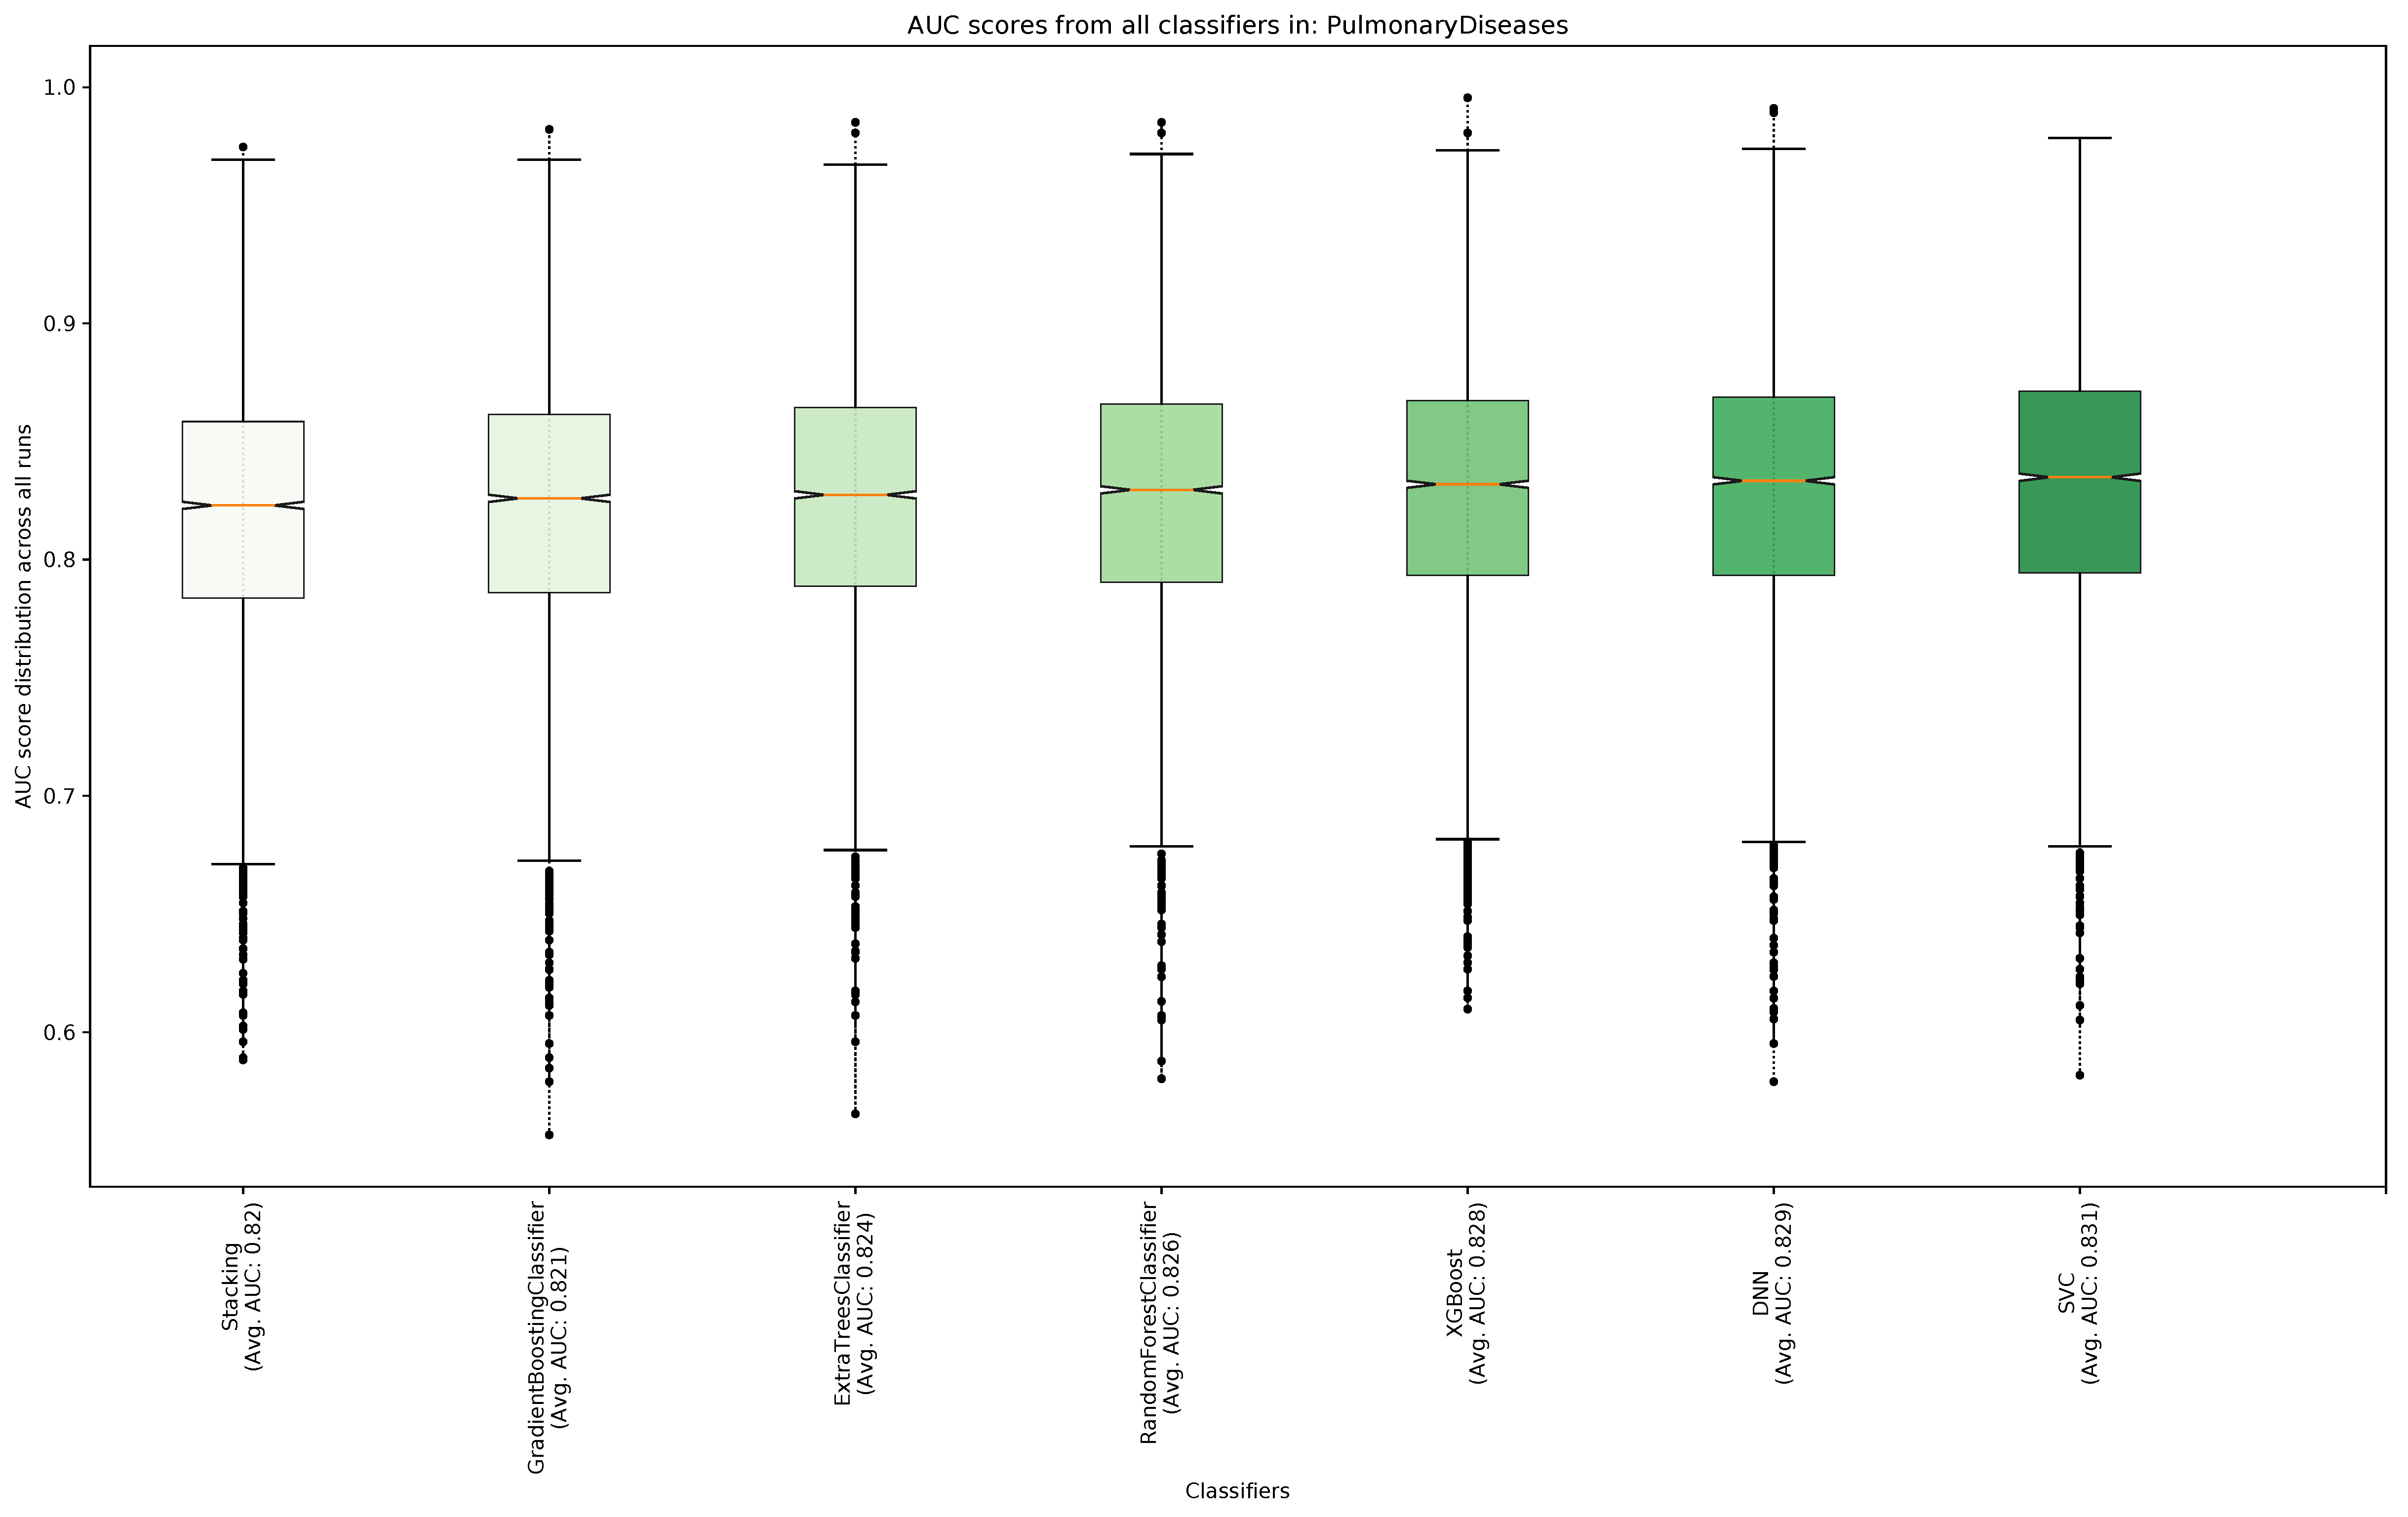 AUC scores from all classifiers in: PulmonaryDiseases
AUC score distribution across all runs
1.0
0.9
0.8
0.7
0.6
Stacking
(Avg. AUC: 0.82)
GradientBoostingClassifier
(Avg. AUC: 0.821)
ExtraTreesClassifier
(Avg. AUC: 0.824)
RandomForestClassifier
(Avg. AUC: 0.826)
XGBoost
(Avg. AUC: 0.828)
DNN
(Avg. AUC: 0.829)
SVC
(Avg. AUC: 0.831)
Classifiers